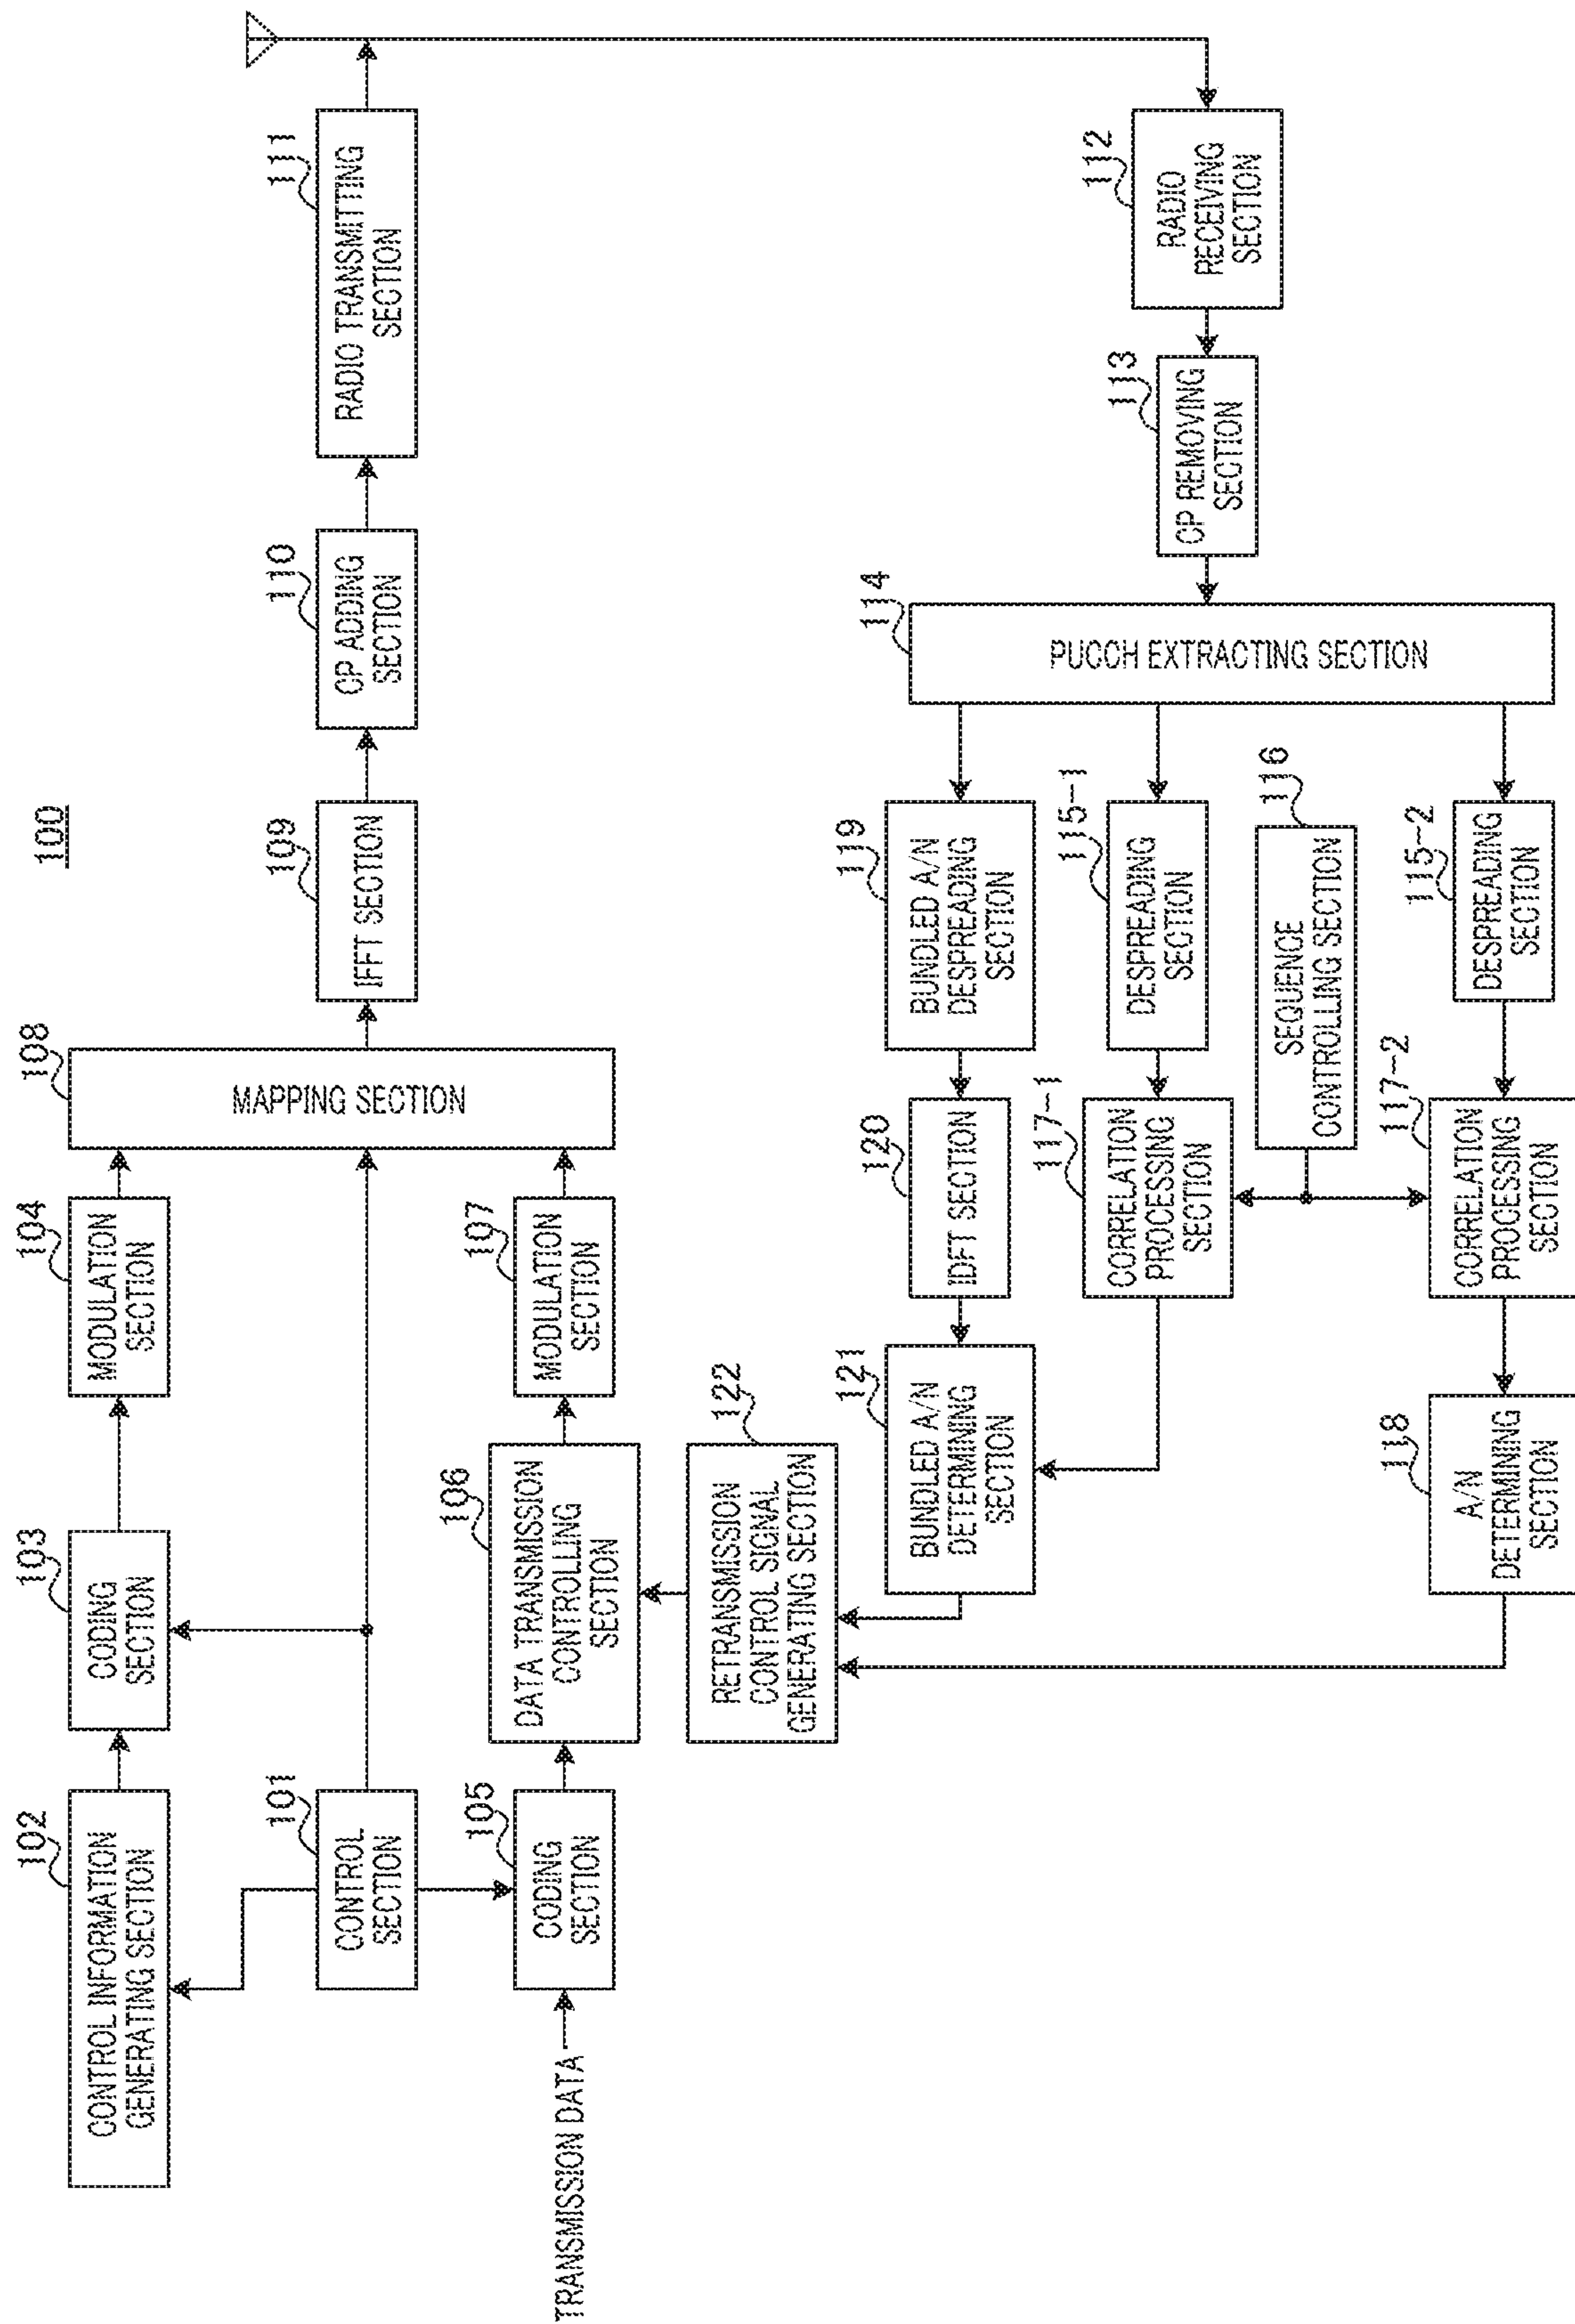 100
102
CONTROL INFORMATION
GENERATING SECTION
103
CODING
SECTION
104
MODULATION
SECTION
108
MAPPING SECTION
109
IFFT SECTION
110
CP ADDING
SECTION
111
RADIO TRANSMITTING
SECTION
101
CONTROL
SECTION
TRANSMISSION DATA
105
CODING
SECTION
106
DATA TRANSMISSION
CONTROLLING
SECTION
107
MODULATION
SECTION
122
RETRANSMISSION
CONTROL SIGNAL
GENERATING SECTION
121
BUNDLED A/N
DETERMINING
SECTION
120
IDFT SECTION
119
BUNDLED A/N
DESPREADING
SECTION
114
PUCCH EXTRACTING SECTION
113
CP REMOVING
SECTION
112
RADIO
RECEIVING
SECTION
117-1
CORRELATION
PROCESSING
SECTION
115-1
DESPREADING
SECTION
116
SEQUENCE
CONTROLLING SECTION
118
A/N
DETERMINING
SECTION
117-2
CORRELATION
PROCESSING
SECTION
115-2
DESPREADING
SECTION